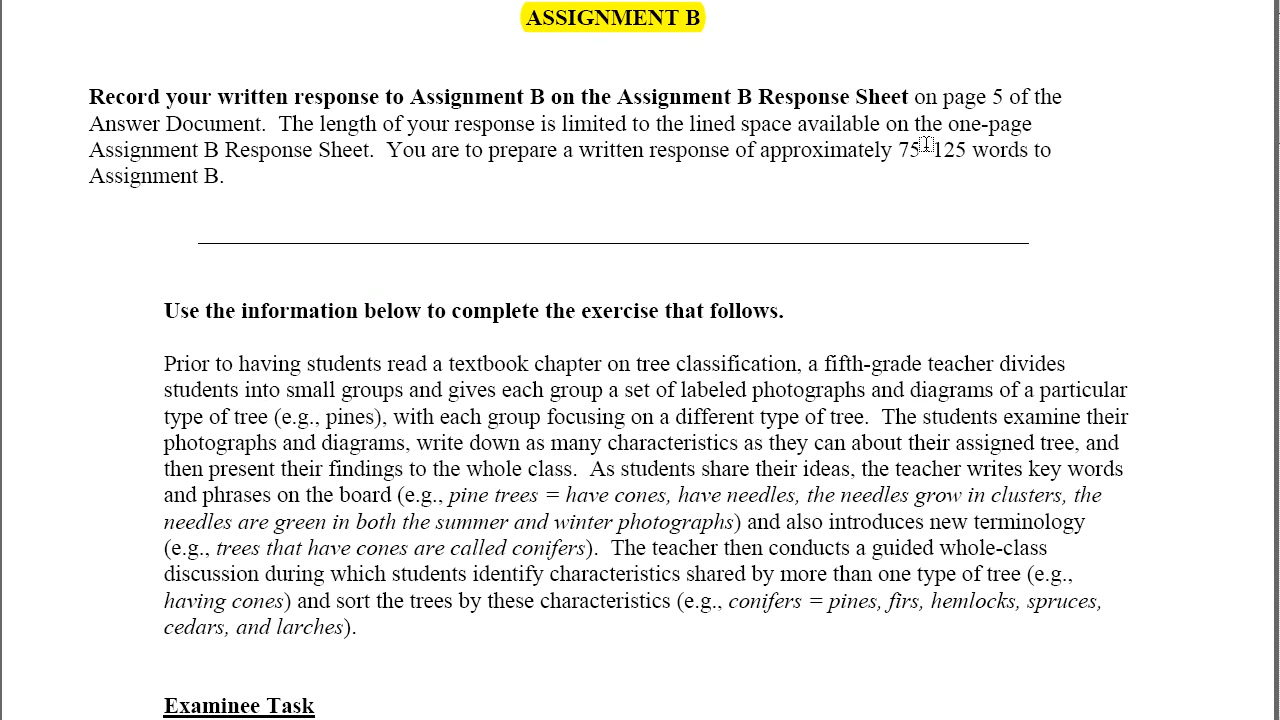 ASSIGNMENT B
Record your written response to Assignment B on the Assignment B Response Sheet on page 5 of the
Answer Document.  The length of your response is limited to the lined space available on the one-page
Assignment B Response Sheet.  You are to prepare a written response of approximately 75-125 words to
Assignment B.
Use the information below to complete the exercise that follows.
Prior to having students read a textbook chapter on tree classification, a fifth-grade teacher divides
students into small groups and gives each group a set of labeled photographs and diagrams of a particular
type of tree (e.g., pines), with each group focusing on a different type of tree.  The students examine their
photographs and diagrams, write down as many characteristics as they can about their assigned tree, and
then present their findings to the whole class.  As students share their ideas, the teacher writes key words
and phrases on the board (e.g., pine trees = have cones, have needles, the needles grow in clusters, the
needles are green in both the summer and winter photographs) and also introduces new terminology
(e.g., trees that have cones are called conifers).  The teacher then conducts a guided whole-class
discussion during which students identify characteristics shared by more than one type of tree (e.g.,
having cones) and sort the trees by these characteristics (e.g., conifers = pines, firs, hemlocks, spruces,
cedars, and larches).
Examinee Task